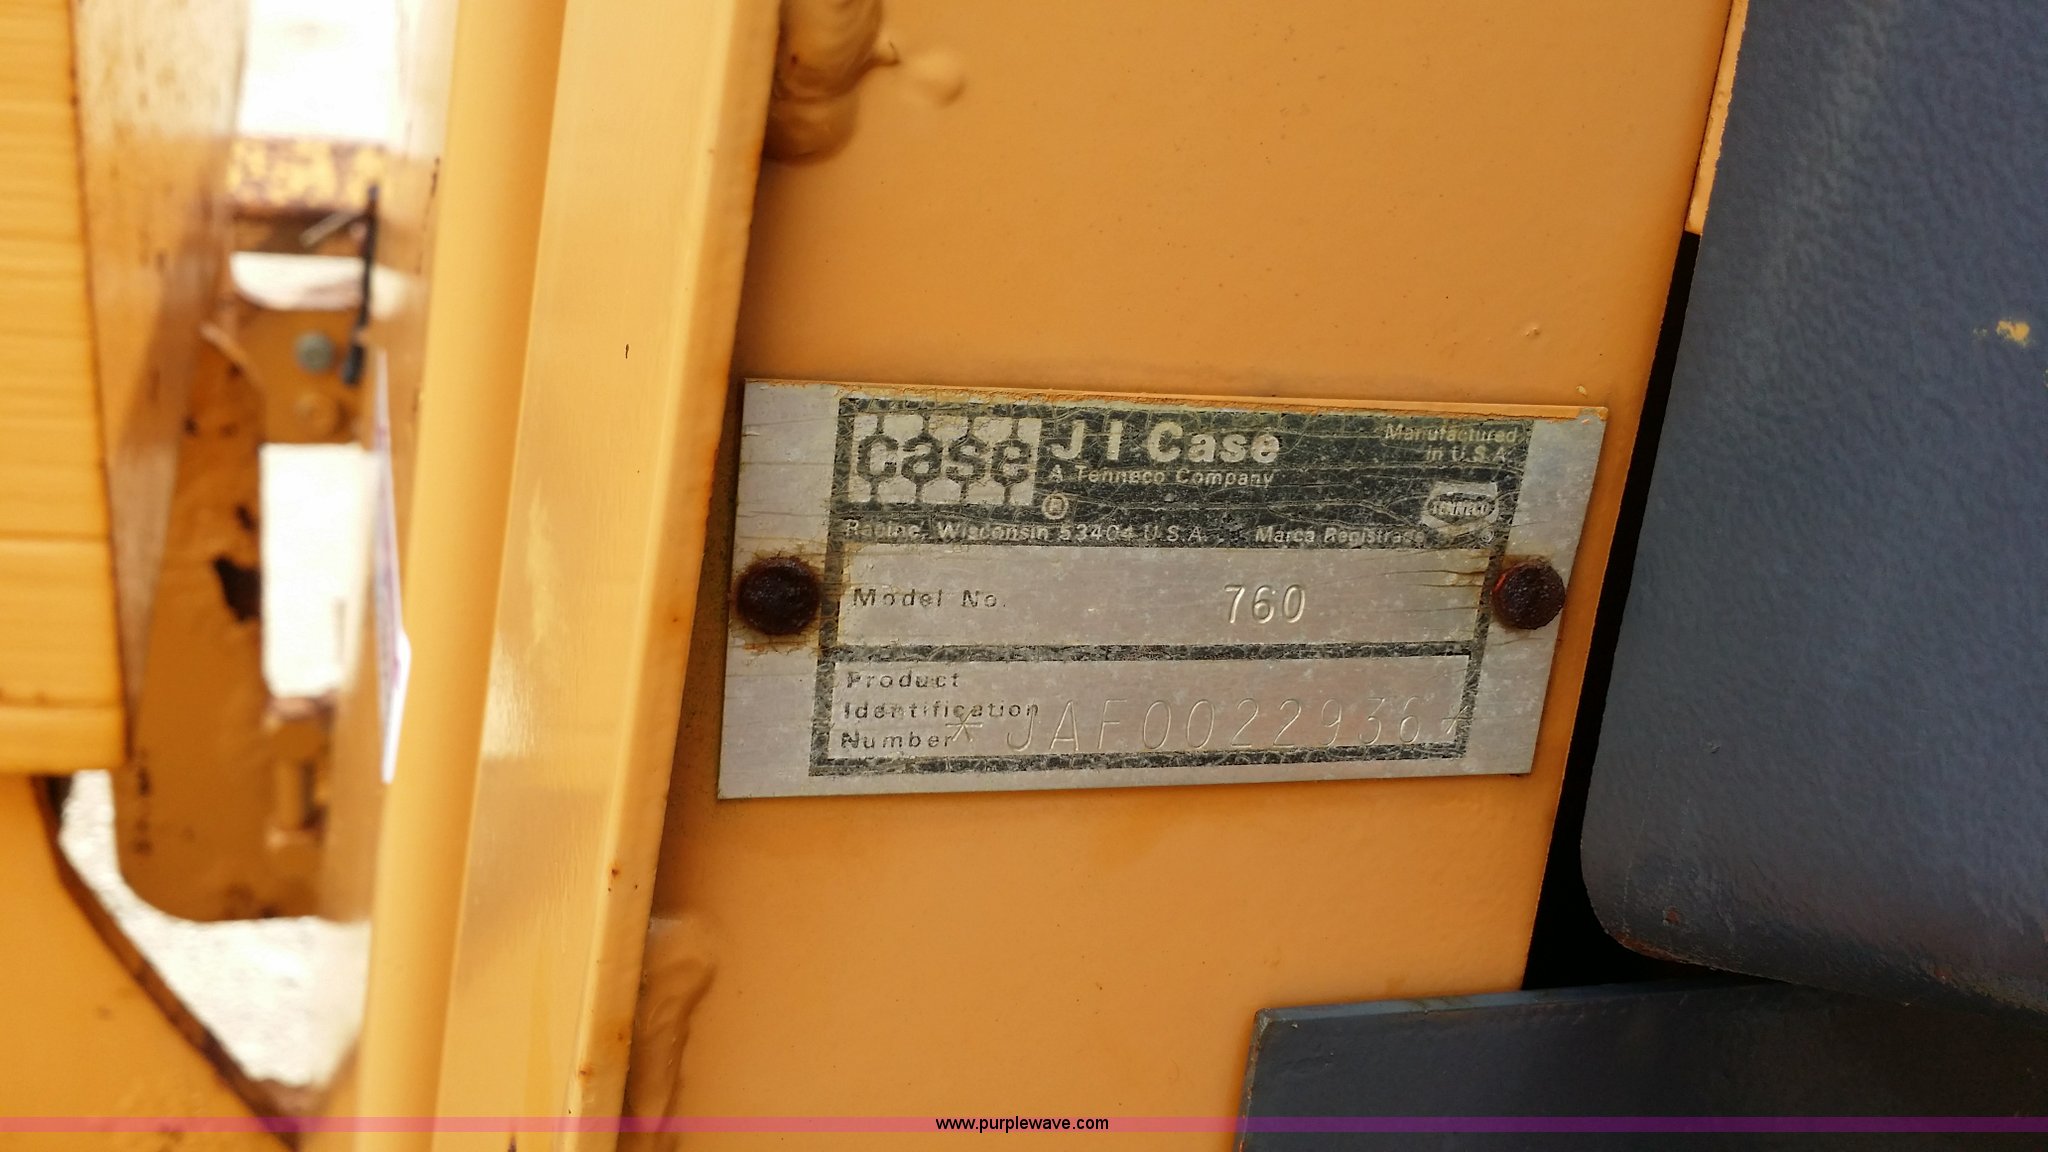 case
J I Case
Manufactured
in U.S.A.
A Tenneco Company
®
TENNECO
Racine, Wisconsin 53404 U.S.A.
Marca Registrada
Model No.
760
Product
Identification
Number
*JAF0022936*
www.purplewave.com